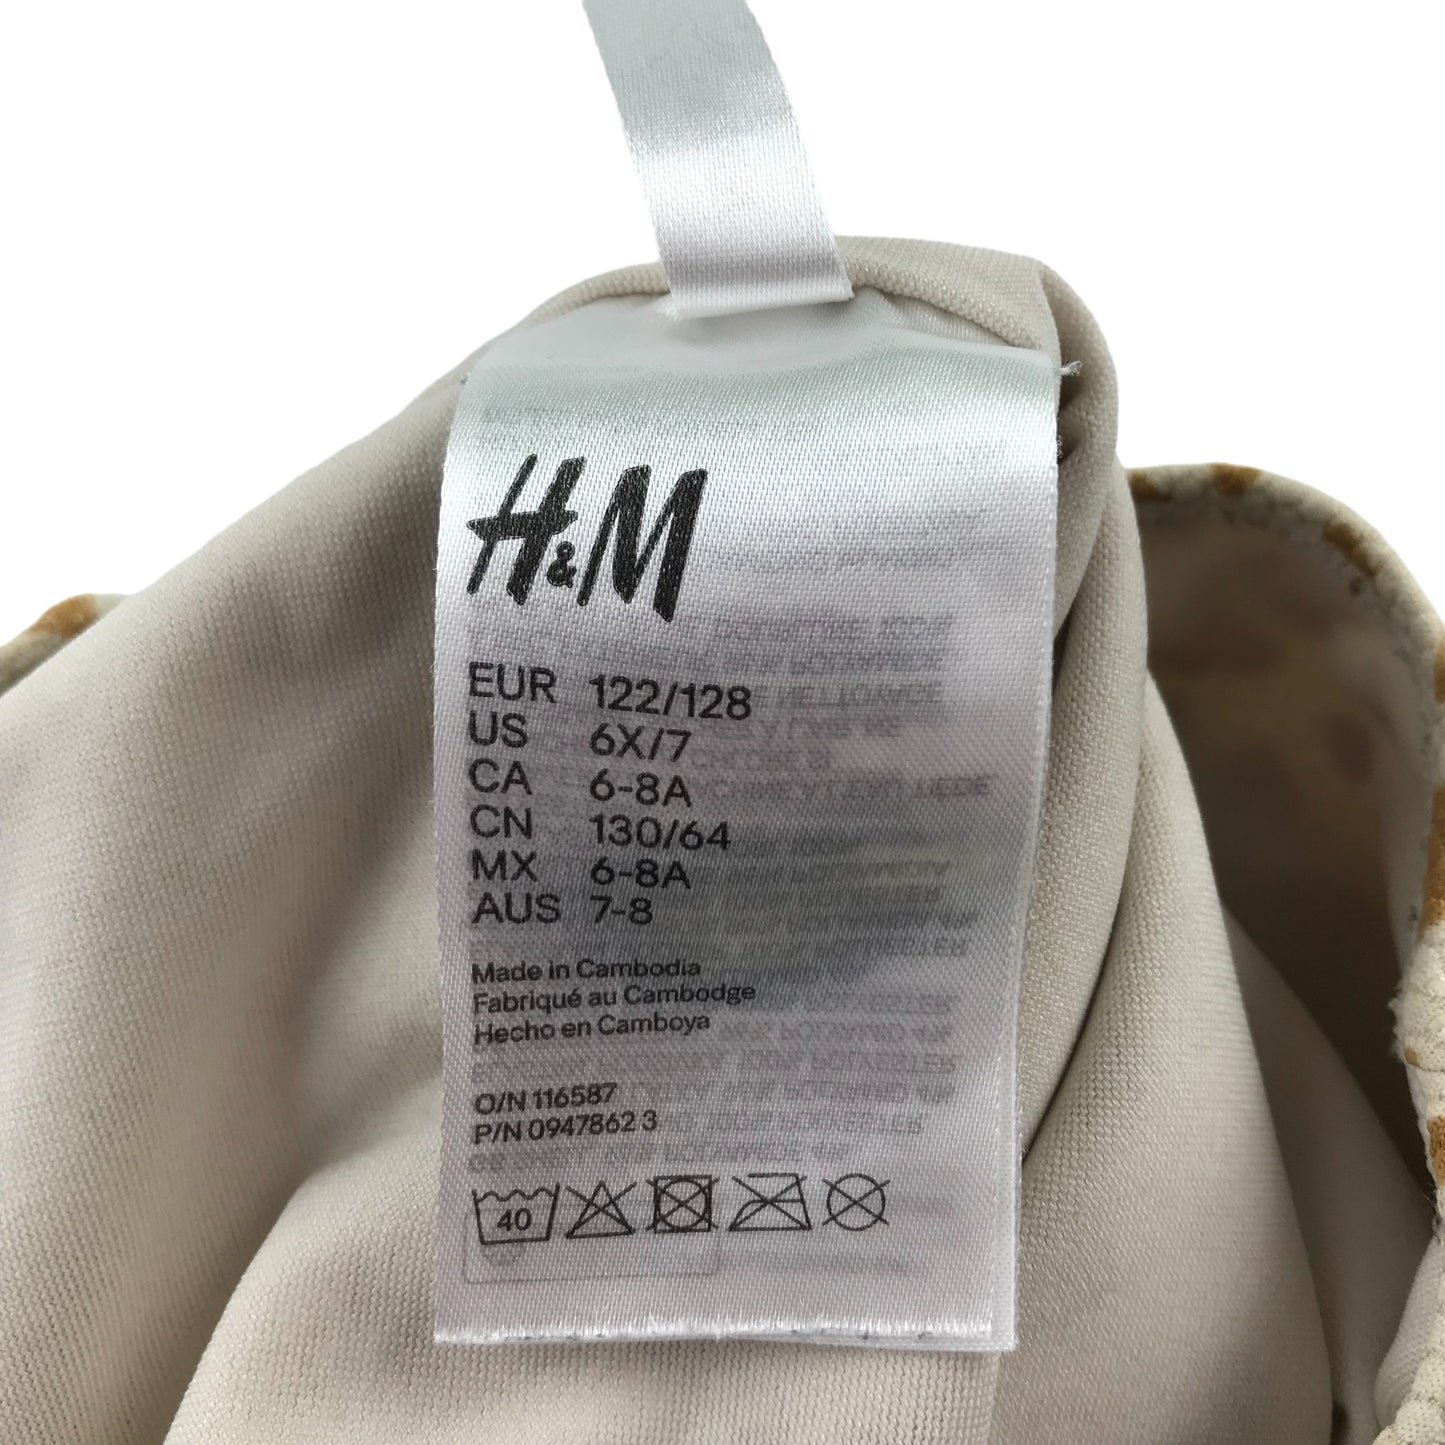 H&M
EUR 122/128
US 6X/7
CA 6-8A
CN 130/64
MX 6-8A
AUS 7-8
Made in Cambodia
Fabriqué au Cambodge
Hecho en Camboya
O/N 116587
P/N 0947862 3
40